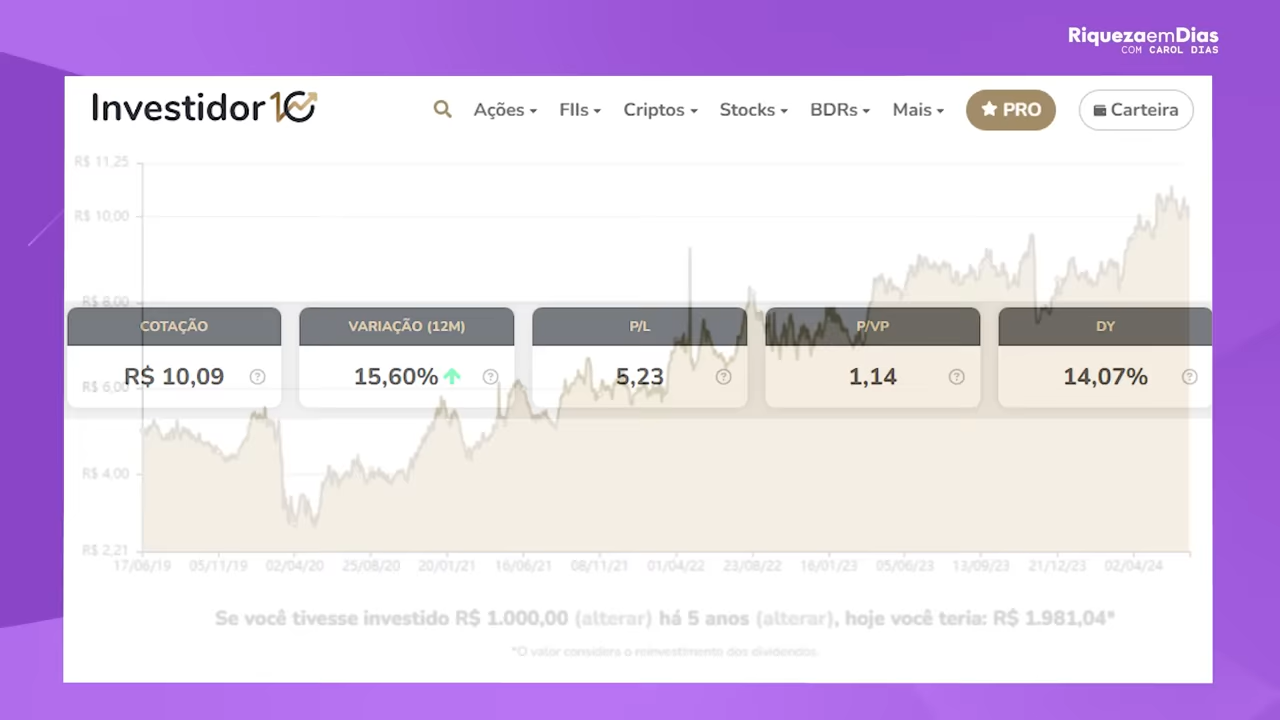 RiquezaemDias
COM CAROL DIAS
Investidor 10
Ações FIIs Criptos Stocks BDRs Mais PRO Carteira
R$ 11,25
R$ 10,00
R$ 8,00
COTAÇÃO VARIAÇÃO (12M) P/L P/VP DY
R$ 10,09 15,60% 5,23 1,14 14,07%
R$ 6,00
R$ 4,00
R$ 2,21
17/06/19 05/11/19 02/04/20 25/08/20 20/01/21 16/06/21 08/11/21 01/04/22 23/08/22 16/01/23 05/06/23 13/09/23 21/12/23 02/04/24
Se você tivesse investido R$ 1.000,00 (alterar) há 5 anos (alterar), hoje você teria: R$ 1.981,04*
*O valor considera o reinvestimento dos dividendos.